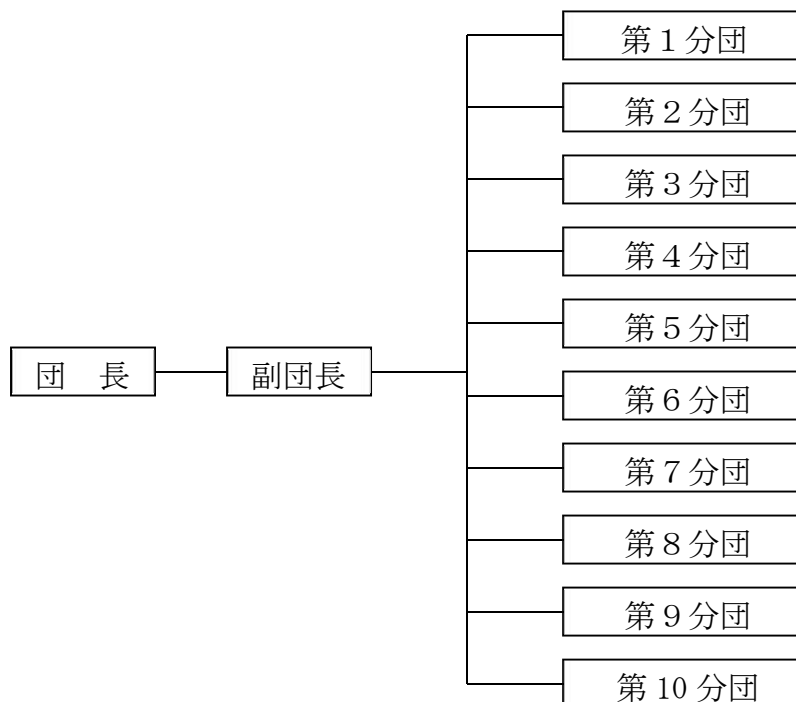 第１分団
第２分団
第３分団
第４分団
第５分団
団　長
副団長
第６分団
第７分団
第８分団
第９分団
第 10 分団